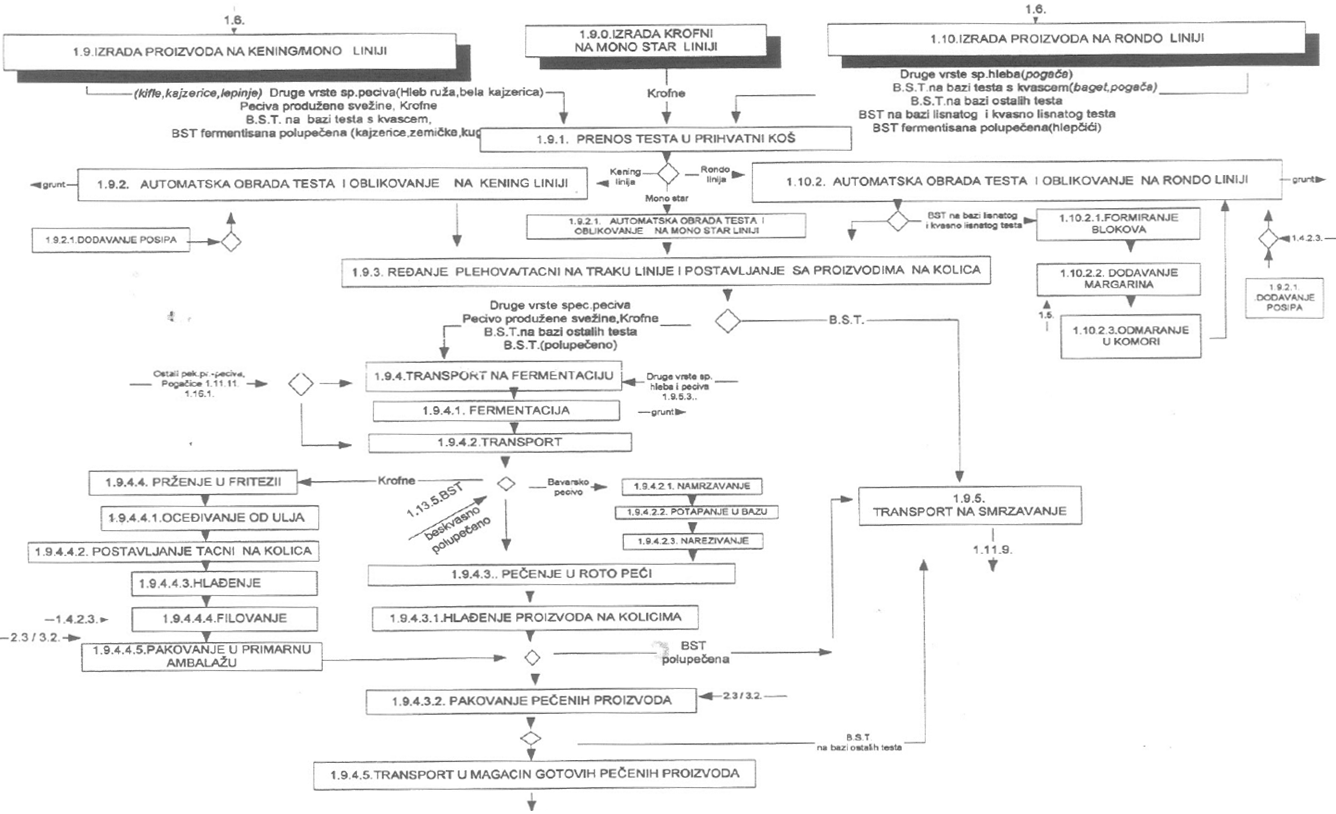 1.6.
1.9.IZRADA PROIZVODA NA KENING/MONO LINIJI
1.9.0.IZRADA KROFNI
NA MONO STAR LINIJI
1.6.
1.10.IZRADA PROIZVODA NA RONDO LINIJI
(kifle,kajzerice,lepinje) Druge vrste sp.peciva(Hleb ruža,bela kajzerica)
Peciva produžene svežine, Krofne
B.S.T. na bazi testa s kvascem,
BST fermentisana polupečena (kajzerice,zemičke,kug
Krofne
Druge vrste sp.hleba(pogača)
B.S.T.na bazi testa s kvascem(baget,pogača)
B.S.T.na bazi ostalih testa
BST na bazi lisnatog i kvasno lisnatog testa
BST fermentisana polupečena(hlepčići)
1.9.1. PRENOS TESTA U PRIHVATNI KOŠ
grunt
1.9.2. AUTOMATSKA OBRADA TESTA I OBLIKOVANJE NA KENING LINIJI
Kening
linija
Rondo
linija
Mono star
1.10.2. AUTOMATSKA OBRADA TESTA I OBLIKOVANJE NA RONDO LINIJI
grunt
1.9.2.1.DODAVANJE POSIPA
1.9.2.1. AUTOMATSKA OBRADA TESTA I
OBLIKOVANJE NA MONO STAR LINIJI
BST na bazi lisnatog
i kvasno lisnatog testa
1.10.2.1.FORMIRANJE
BLOKOVA
1.4.2.3.
1.9.3. REĐANJE PLEHOVA/TACNI NA TRAKU LINIJE I POSTAVLJANJE SA PROIZVODIMA NA KOLICA
1.10.2.2. DODAVANJE
MARGARINA
1.9.2.1.
.DODAVANJE
POSIPA
Druge vrste spec.peciva
Pecivo produžene svežine,Krofne
B.S.T.na bazi ostalih testa
B.S.T.(polupečeno)
B.S.T.
1.5.
1.10.2.3.ODMARANJE
U KOMORI
Ostali pek.pr.-peciva,
Pogačice 1.11.11.
1.15.1.
1.9.4.TRANSPORT NA FERMENTACIJU
Druge vrste sp.
hleba i peciva
1.9.5.3..
1.9.4.1. FERMENTACIJA
grunt
1.9.4.2.TRANSPORT
1.9.4.4. PRŽENJE U FRITEZII
Krofne
1.13.5.BST
beskvasno
polupečeno
Bavarsko
pecivo
1.9.4.2.1. NAMRZAVANJE
1.9.4.4.1.OCEĐIVANJE OD ULJA
1.9.4.2.2. POTAPANJE U BAZU
1.9.5.
TRANSPORT NA SMRZAVANJE
1.9.4.4.2. POSTAVLJANJE TACNI NA KOLICA
1.9.4.2.3. NAREZIVANJE
1.11.9.
1.9.4.4.3.HLAĐENJE
1.9.4.3.. PEČENJE U ROTO PEĆI
1.4.2.3.
1.9.4.4.4.FILOVANJE
1.9.4.3.1.HLAĐENJE PROIZVODA NA KOLICIMA
2.3 / 3.2.
1.9.4.4.5.PAKOVANJE U PRIMARNU
AMBALAŽU
BST
polupečena
1.9.4.3.2. PAKOVANJE PEČENIH PROIZVODA
2.3/ 3.2.
B.S.T.
na bazi ostalih testa
1.9.4.5.TRANSPORT U MAGACIN GOTOVIH PEČENIH PROIZVODA